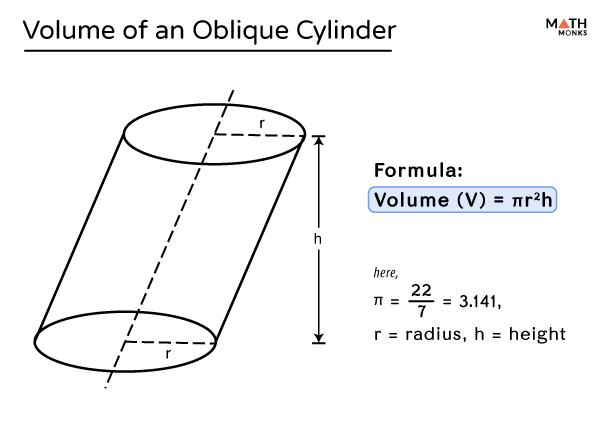 Volume of an Oblique Cylinder
MATH
MONKS
r
h
r
Formula:
Volume (V) = πr²h
here,
π = 22/7 = 3.141,
r = radius, h = height